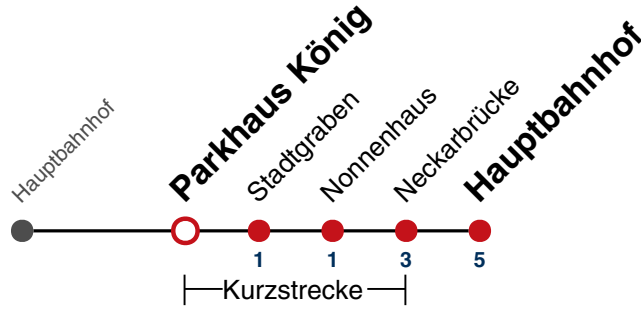 Hauptbahnhof
Parkhaus König
Stadtgraben
Nonnenhaus
Neckarbrücke
Hauptbahnhof
1 1 3 5
Kurzstrecke